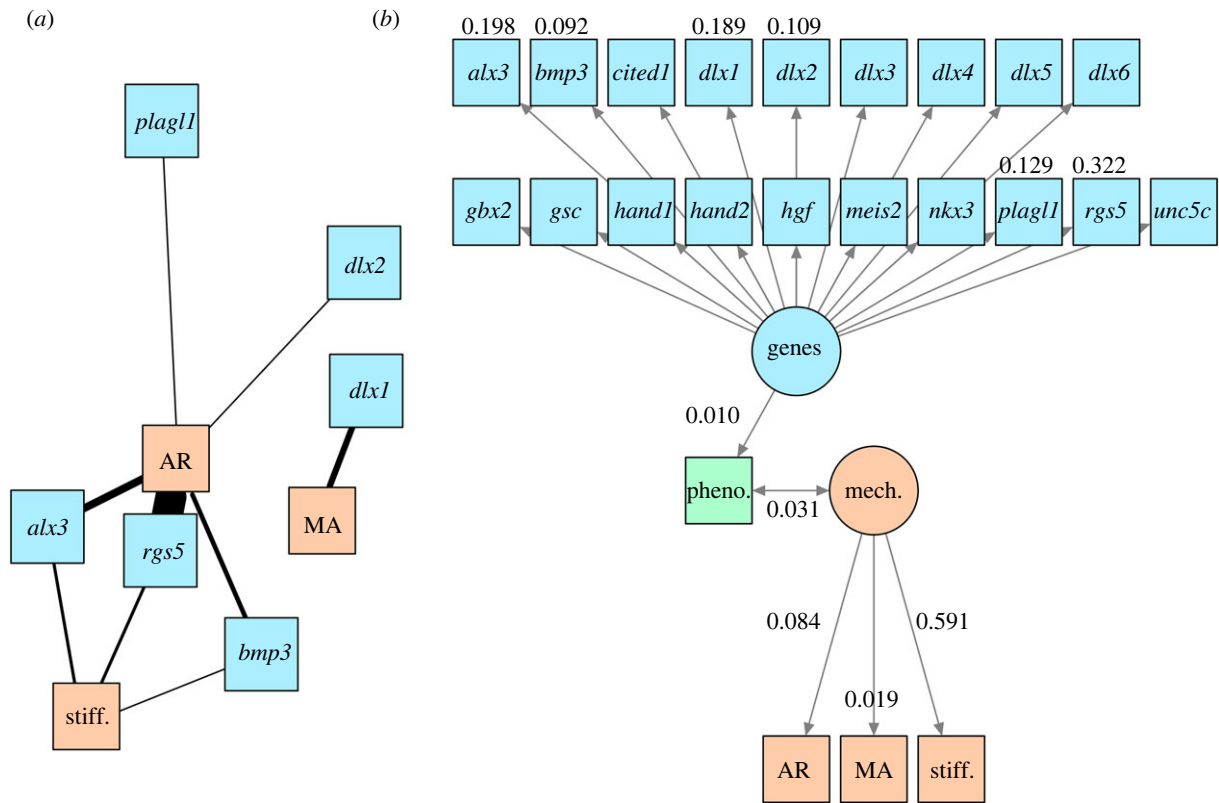 (a)
plagl1
dlx2
dlx1
AR
MA
alx3
rgs5
bmp3
stiff.
(b)
0.198 0.092 0.189 0.109
alx3 bmp3 cited1 dlx1 dlx2 dlx3 dlx4 dlx5 dlx6
0.129 0.322
gbx2 gsc hand1 hand2 hgf meis2 nkx3 plagl1 rgs5 unc5c
genes
0.010
pheno. mech.
0.031
0.084 0.591
0.019
AR MA stiff.